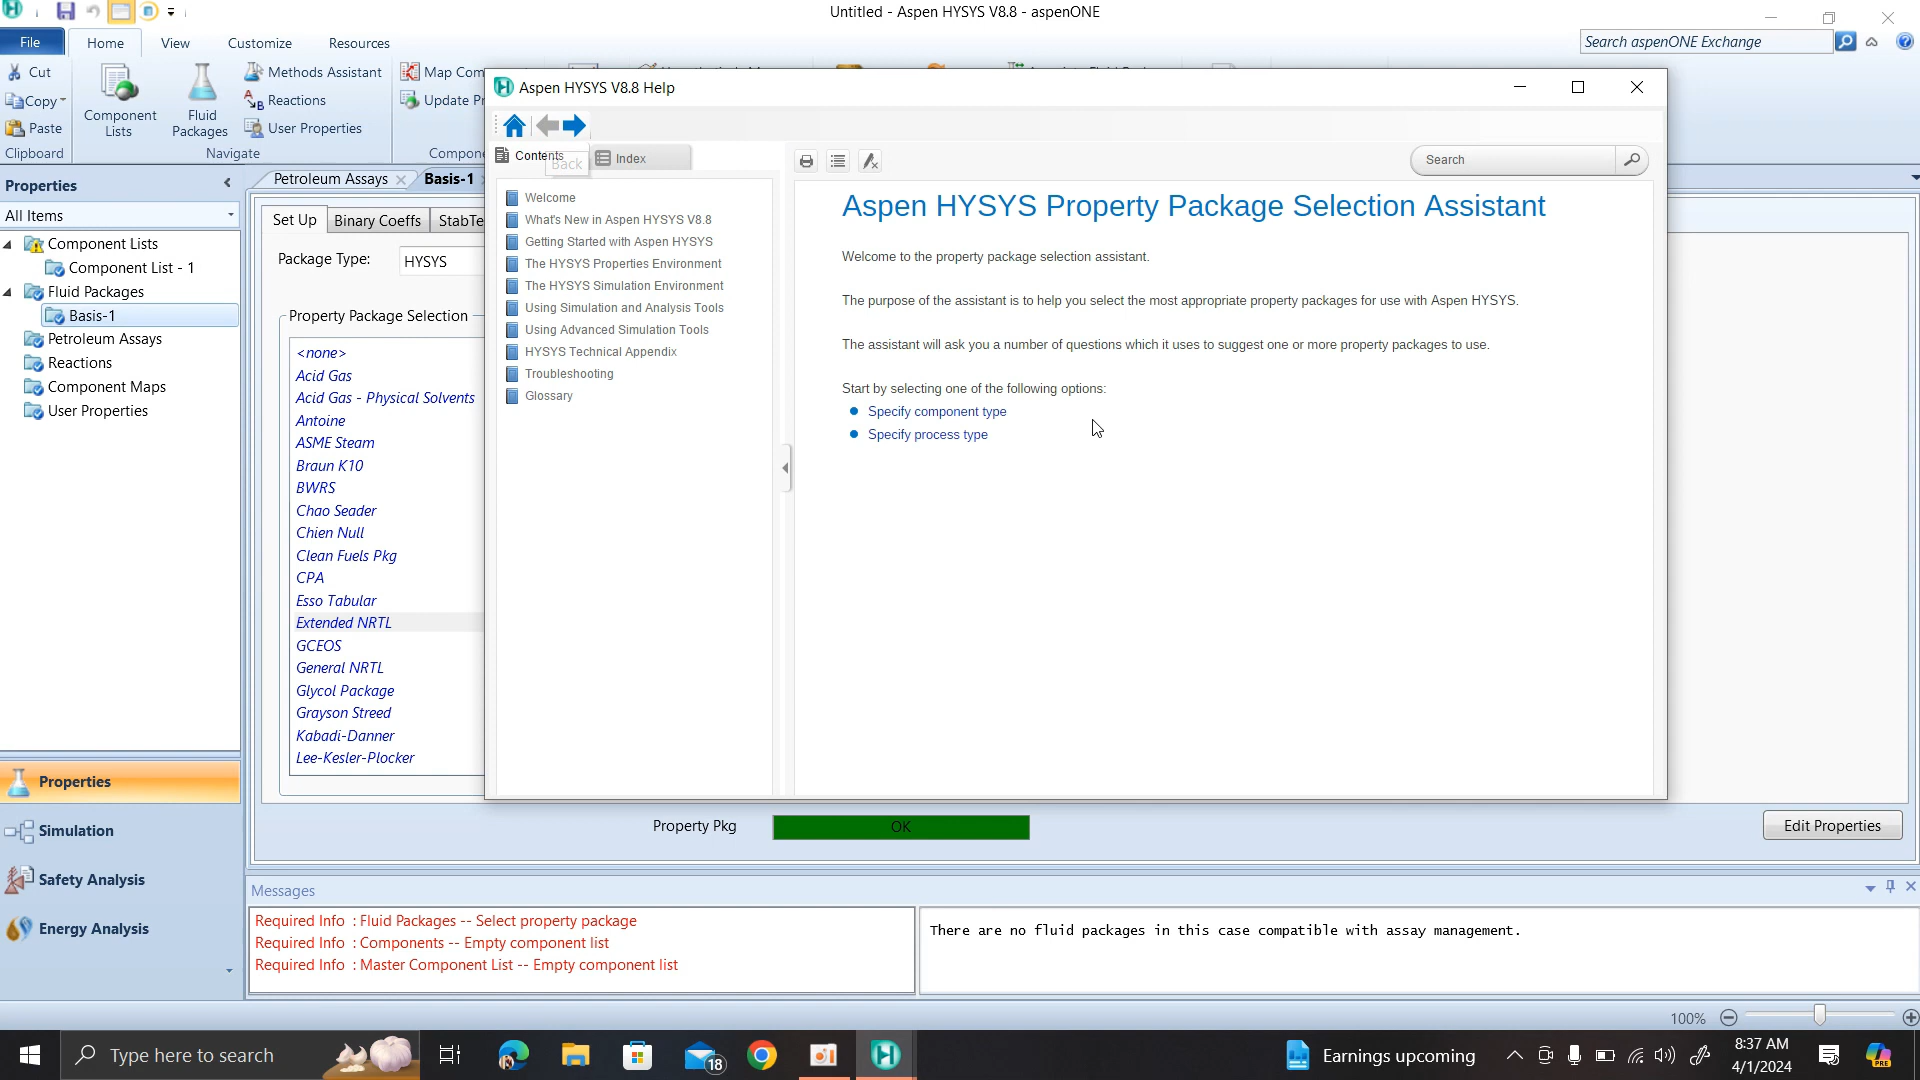 Untitled - Aspen HYSYS V8.8 - aspenONE
File
Home
View
Customize
Resources
Search aspenONE Exchange
Cut
Copy
Paste
Clipboard
Component
Lists
Fluid
Packages
Methods Assistant
Reactions
User Properties
Navigate
Map Com
Update Pr
Compone
Properties
All Items
Component Lists
Component List - 1
Fluid Packages
Basis-1
Petroleum Assays
Reactions
Component Maps
User Properties
Properties
Simulation
Safety Analysis
Energy Analysis
Petroleum Assays
Basis-1
Set Up
Binary Coeffs
StabTe
Package Type:
HYSYS
Property Package Selection
<none>
Acid Gas
Acid Gas - Physical Solvents
Antoine
ASME Steam
Braun K10
BWRS
Chao Seader
Chien Null
Clean Fuels Pkg
CPA
Esso Tabular
Extended NRTL
GCEOS
General NRTL
Glycol Package
Grayson Streed
Kabadi-Danner
Lee-Kesler-Plocker
Aspen HYSYS V8.8 Help
Contents
Back
Index
Search
Welcome
What's New in Aspen HYSYS V8.8
Getting Started with Aspen HYSYS
The HYSYS Properties Environment
The HYSYS Simulation Environment
Using Simulation and Analysis Tools
Using Advanced Simulation Tools
HYSYS Technical Appendix
Troubleshooting
Glossary
Aspen HYSYS Property Package Selection Assistant
Welcome to the property package selection assistant.
The purpose of the assistant is to help you select the most appropriate property packages for use with Aspen HYSYS.
The assistant will ask you a number of questions which it uses to suggest one or more property packages to use.
Start by selecting one of the following options:
Specify component type
Specify process type
Property Pkg
OK
Edit Properties
Messages
Required Info : Fluid Packages -- Select property package
Required Info : Components -- Empty component list
Required Info : Master Component List -- Empty component list
There are no fluid packages in this case compatible with assay management.
100%
Type here to search
18
Earnings upcoming
8:37 AM
4/1/2024
PRE